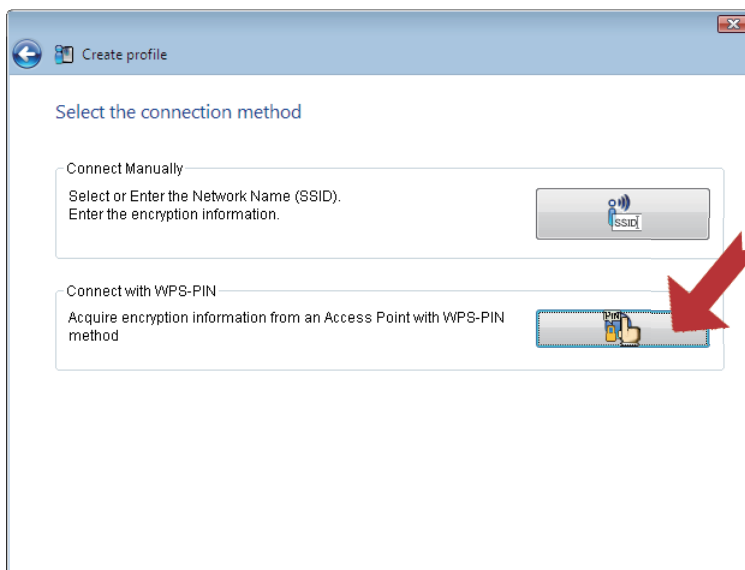 Create profile
Select the connection method
Connect Manually
Select or Enter the Network Name (SSID).
Enter the encryption information.
SSID
Connect with WPS-PIN
Acquire encryption information from an Access Point with WPS-PIN
method
PIN